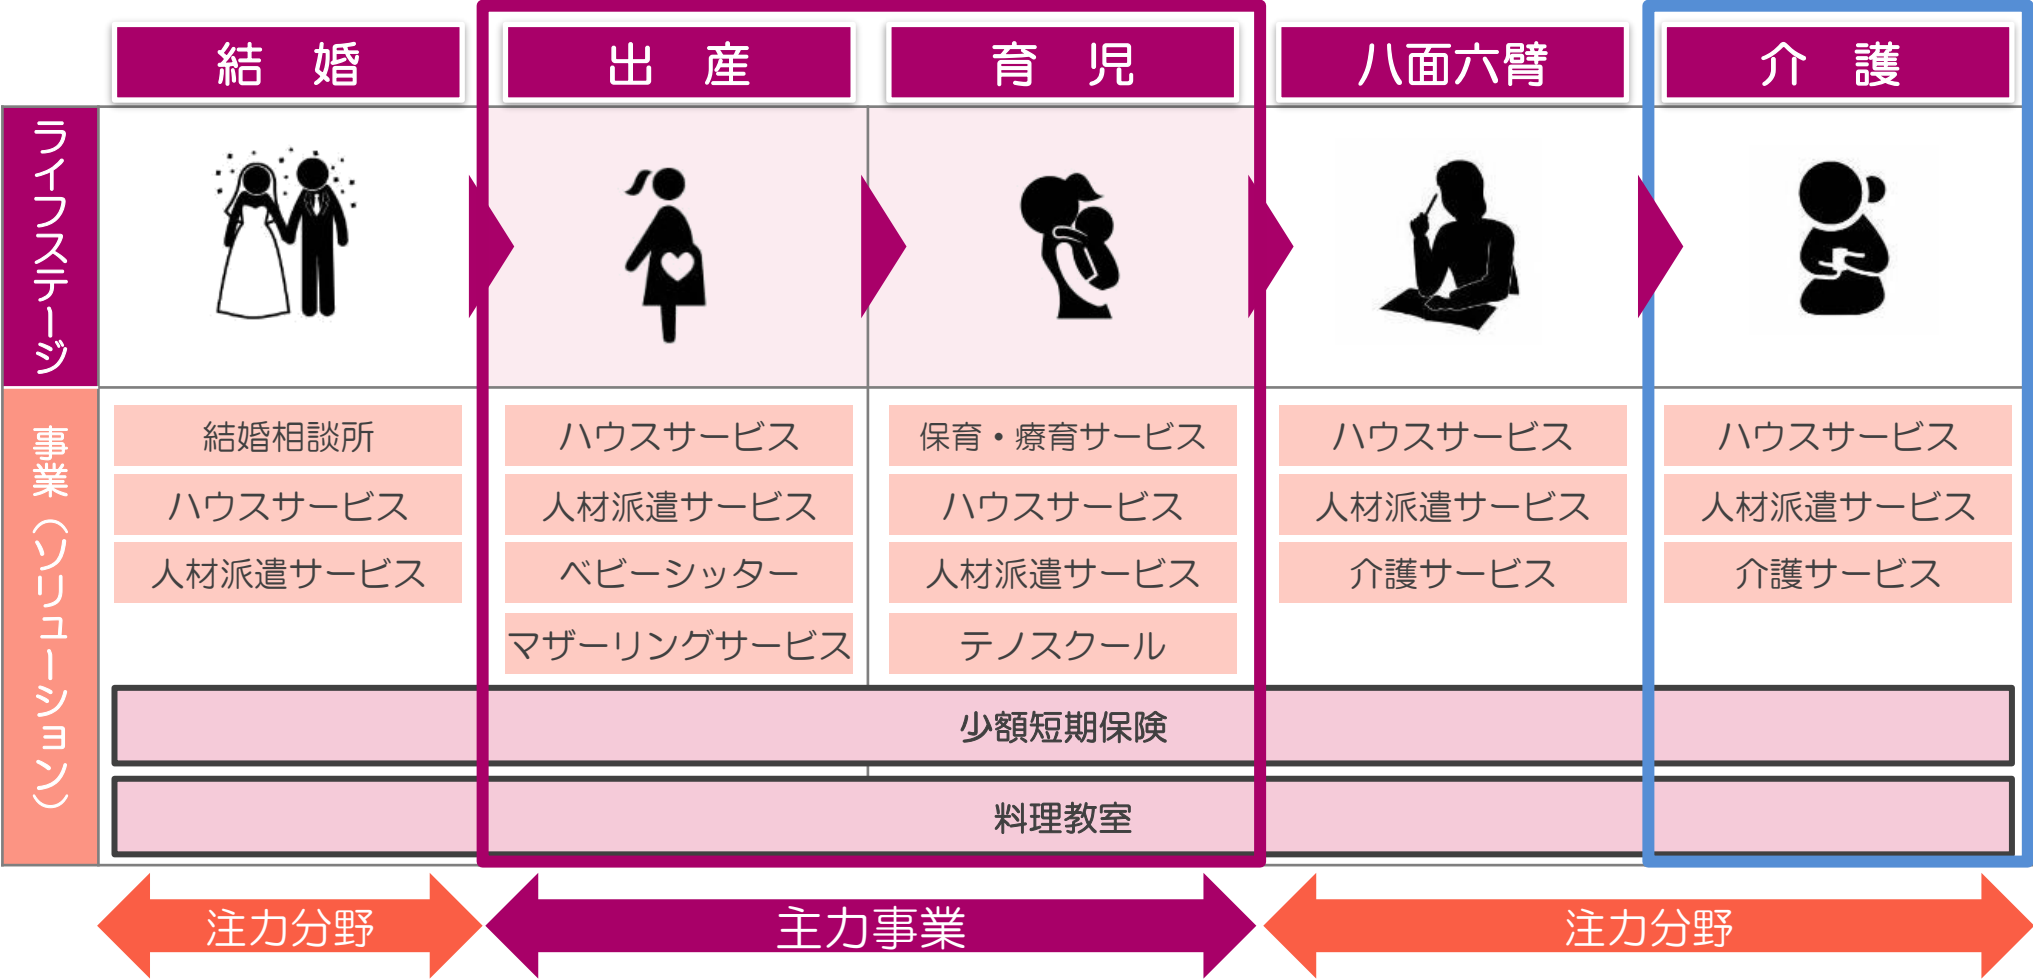 結 婚
出 産
育 児
八面六臂
介 護
ライフステージ
事業（ソリューション）
結婚相談所
ハウスサービス
人材派遣サービス
ハウスサービス
人材派遣サービス
ベビーシッター
マザーリングサービス
保育・療育サービス
ハウスサービス
人材派遣サービス
テノスクール
ハウスサービス
人材派遣サービス
介護サービス
ハウスサービス
人材派遣サービス
介護サービス
少額短期保険
料理教室
注力分野
主力事業
注力分野